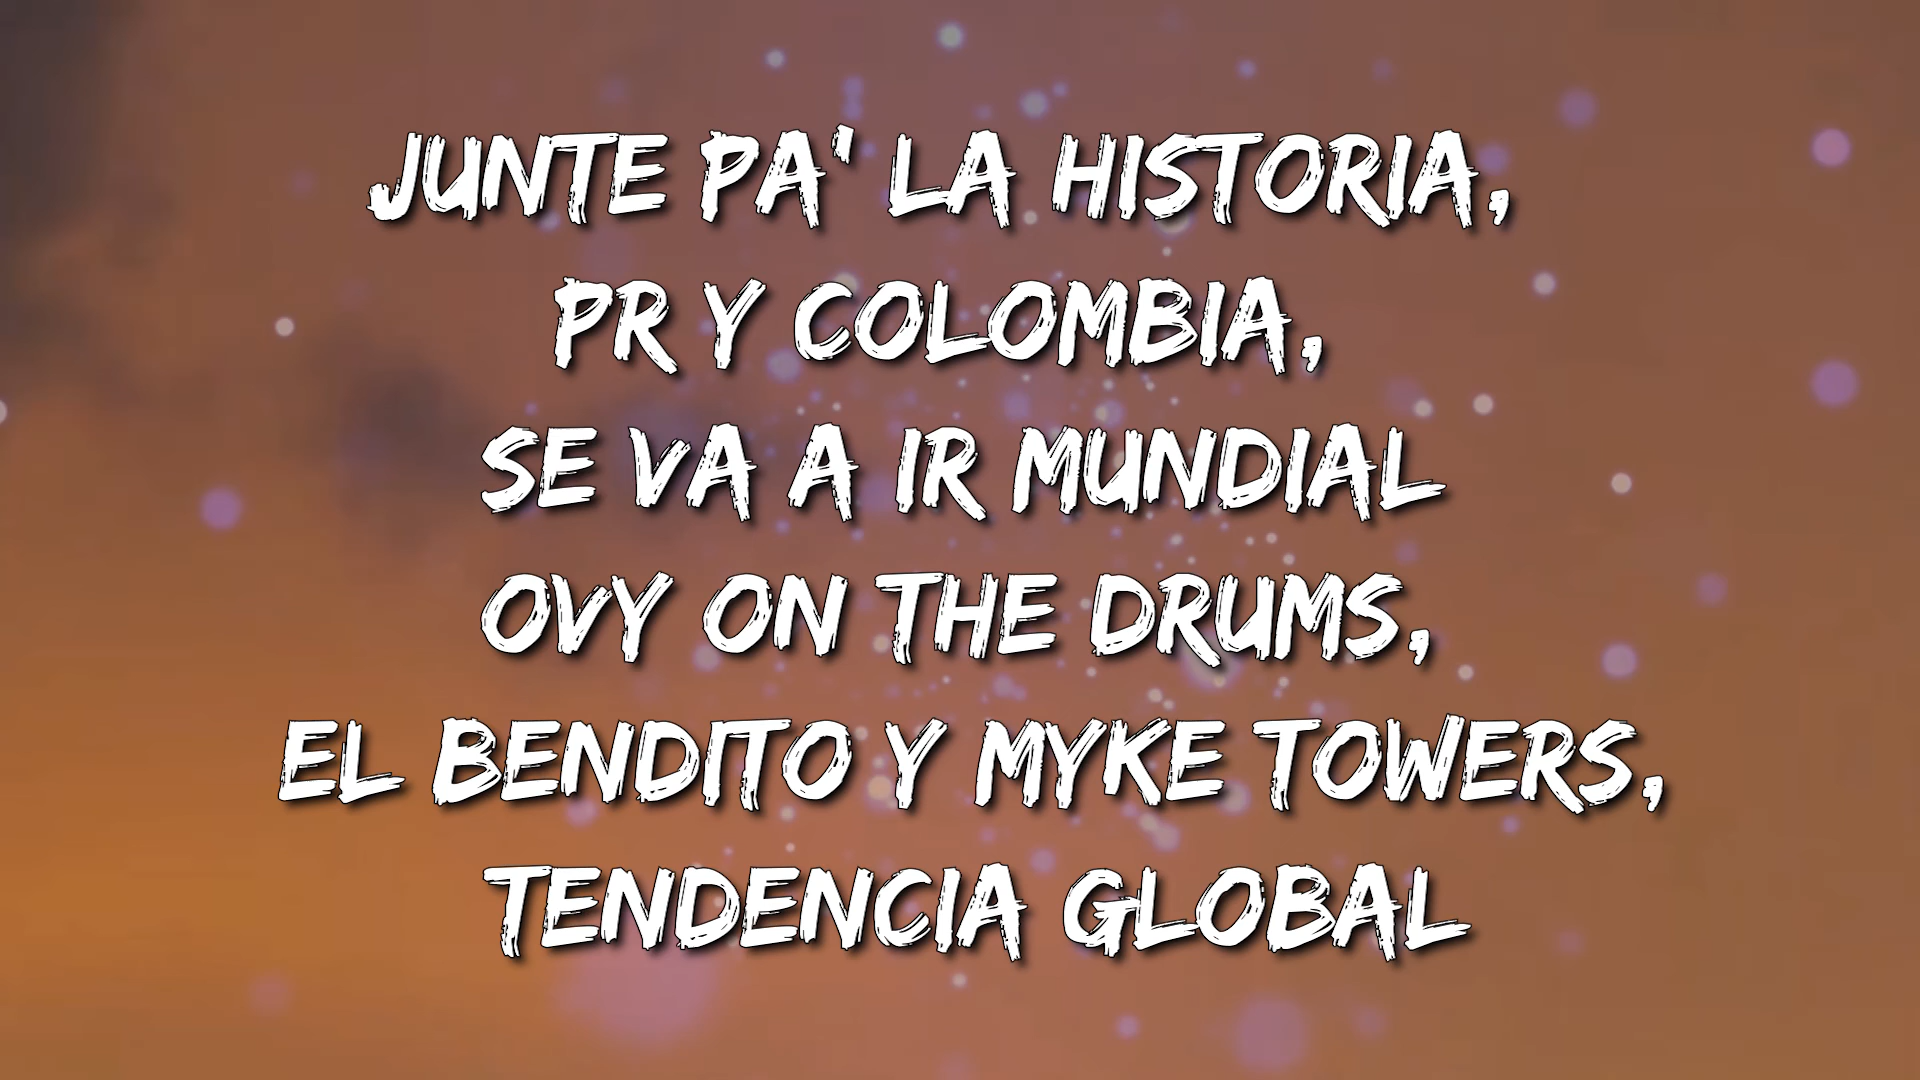 JUNTE PA' LA HISTORIA,
PR Y COLOMBIA,
SE VA A IR MUNDIAL
OVY ON THE DRUMS,
EL BENDITO Y MYKE TOWERS,
TENDENCIA GLOBAL